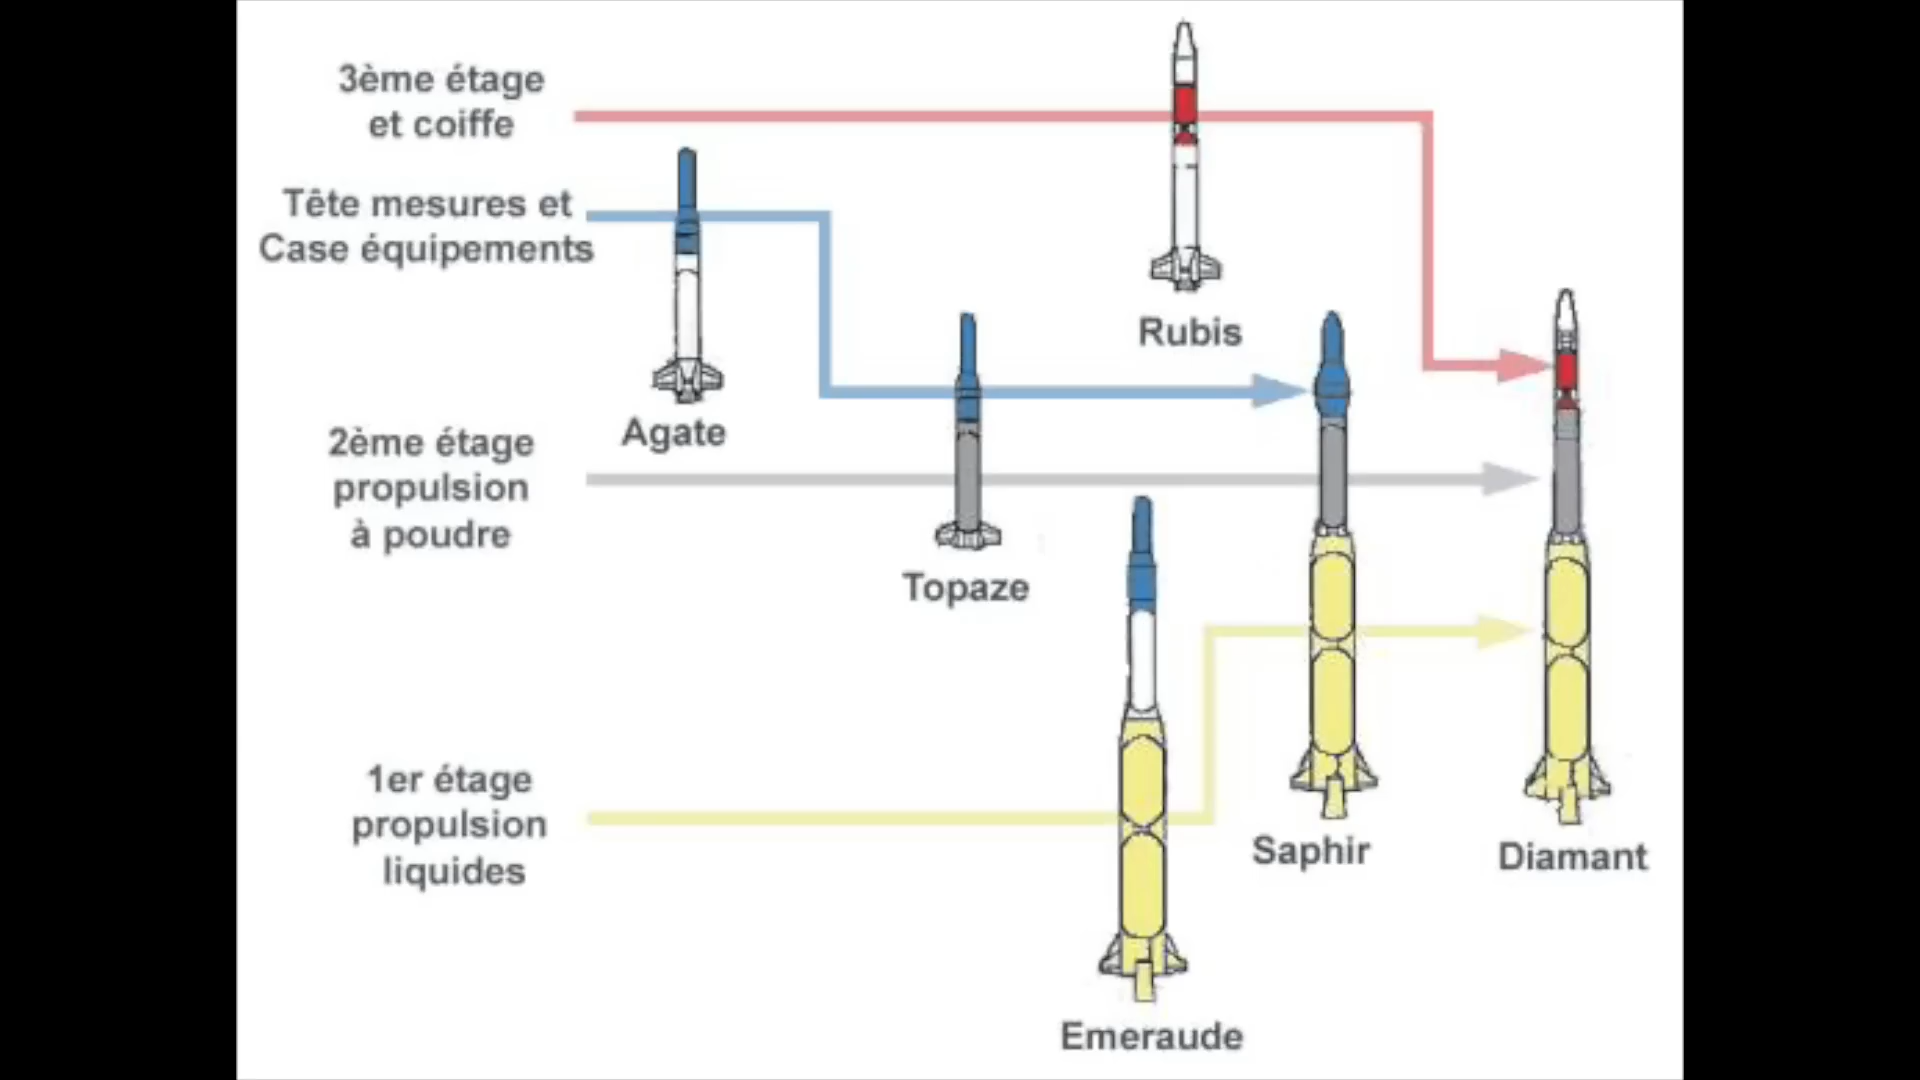 3ème étage
et coiffe
Tête mesures et
Case équipements
Rubis
Agate
2ème étage
propulsion
à poudre
Topaze
1er étage
propulsion
liquides
Saphir
Diamant
Emeraude